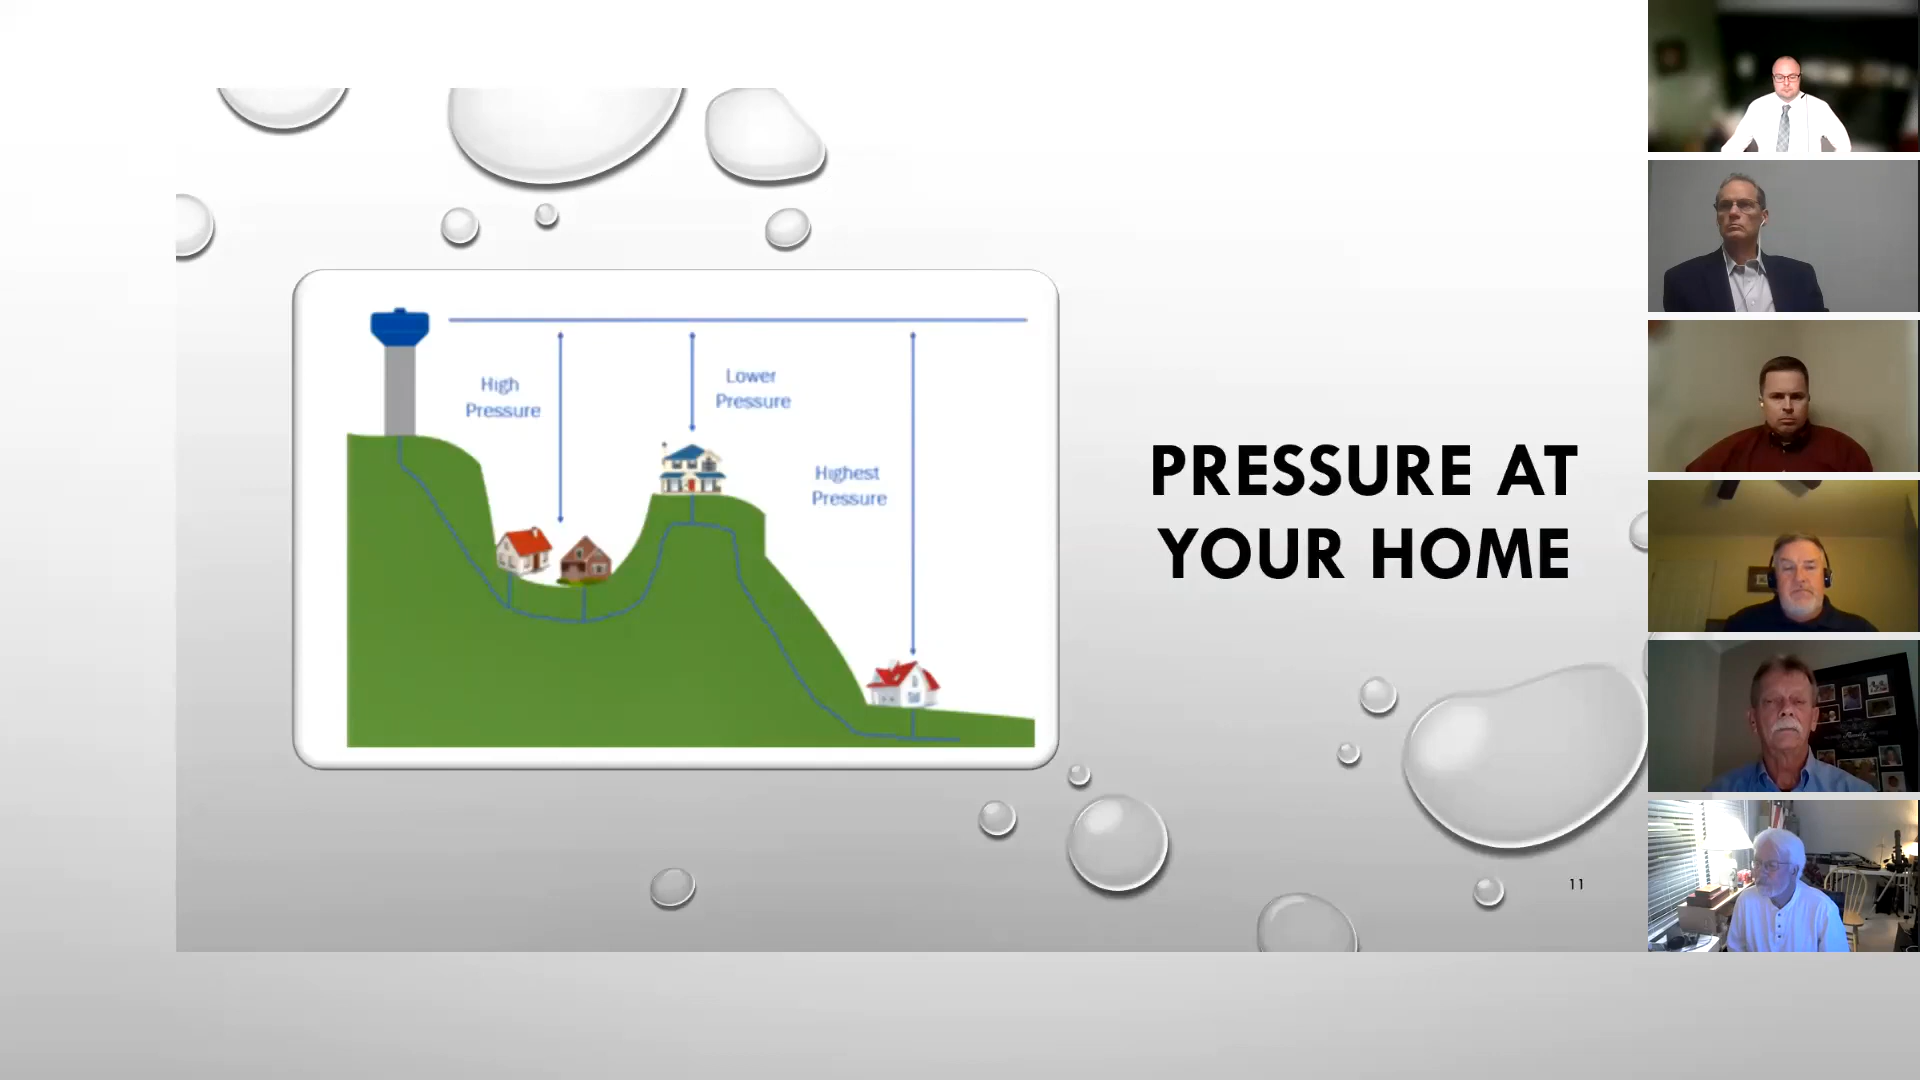 High
Pressure
Lower
Pressure
Highest
Pressure
PRESSURE AT
YOUR HOME
11